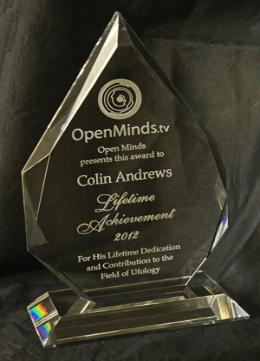 OpenMinds.tv
Open Minds
presents this award to
Colin Andrews
Lifetime
Achievement
2012
For His Lifetime Dedication
and Contribution to the
Field of Ufology